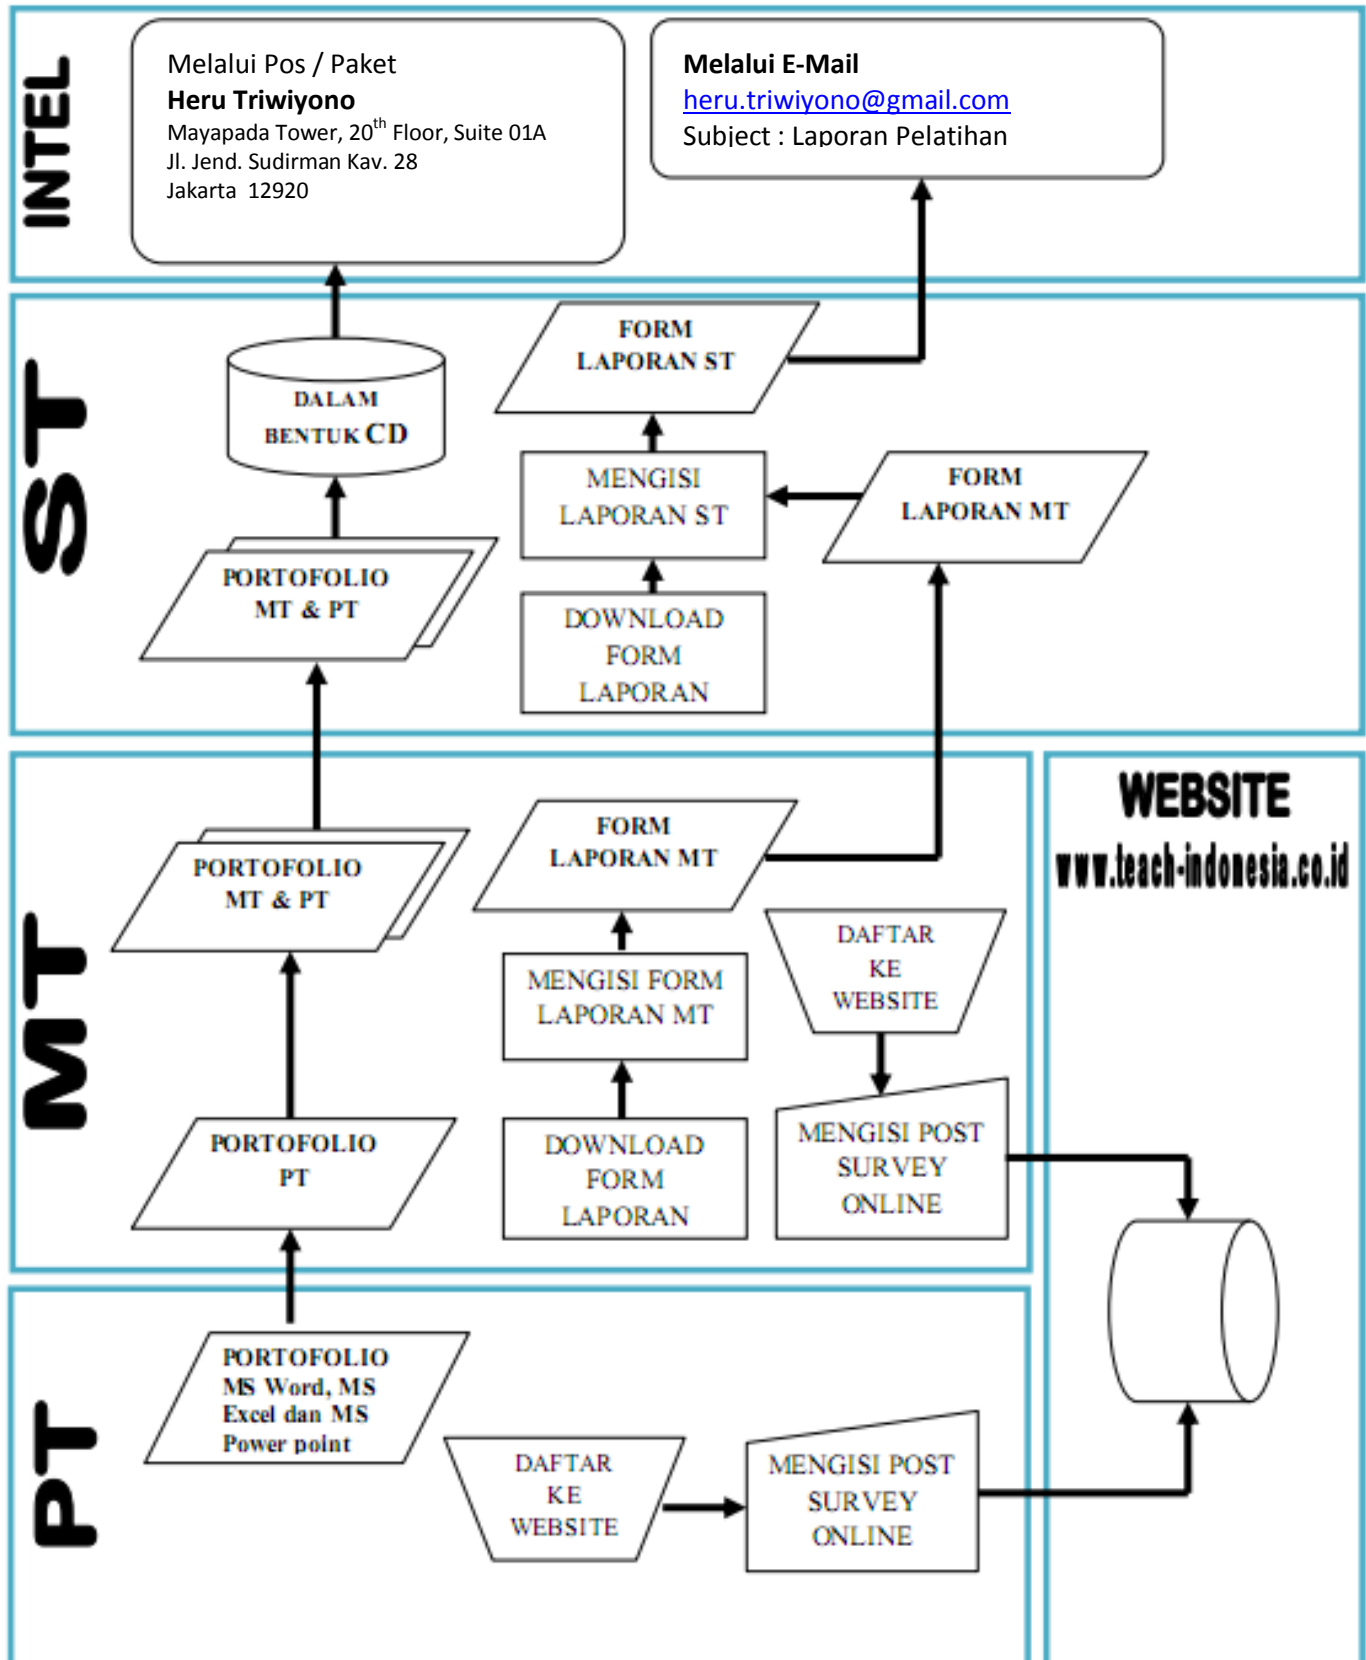 INTEL
Melalui Pos / Paket
Heru Triwiyono
Mayapada Tower, 20th Floor, Suite 01A
Jl. Jend. Sudirman Kav. 28
Jakarta 12920
Melalui E-Mail
heru.triwiyono@gmail.com
Subject : Laporan Pelatihan
ST
FORM
LAPORAN ST
DALAM
BENTUK CD
MENGISI
LAPORAN ST
FORM
LAPORAN MT
PORTOFOLIO
MT & PT
DOWNLOAD
FORM
LAPORAN
MT
PORTOFOLIO
MT & PT
FORM
LAPORAN MT
MENGISI FORM
LAPORAN MT
DAFTAR
KE
WEBSITE
PORTOFOLIO
PT
DOWNLOAD
FORM
LAPORAN
MENGISI POST
SURVEY
ONLINE
WEBSITE
www.teach-indonesia.co.id
PT
PORTOFOLIO
MS Word, MS
Excel dan MS
Power point
DAFTAR
KE
WEBSITE
MENGISI POST
SURVEY
ONLINE